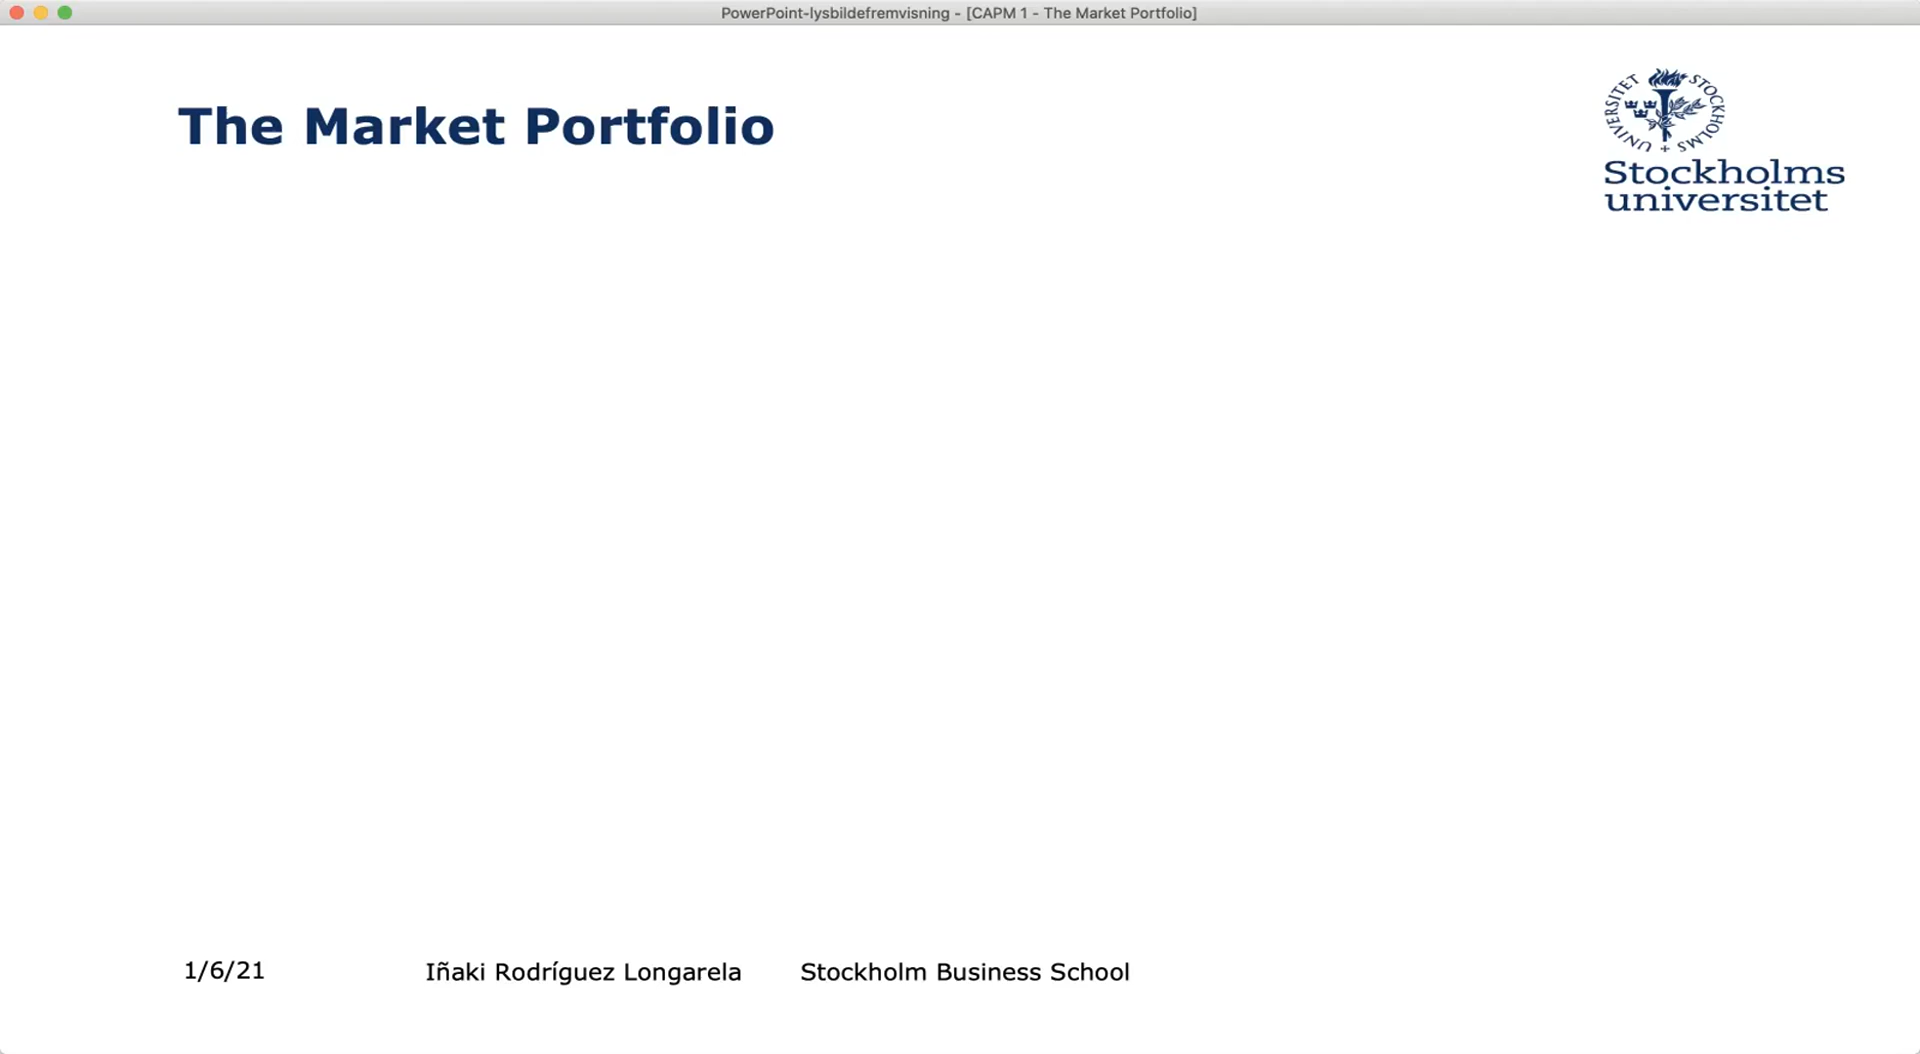 PowerPoint-lysbildefremvisning - [CAPM 1 - The Market Portfolio]
The Market Portfolio
STOCKHOLMS + UNIVERSITET
Stockholms
universitet
1/6/21 Iñaki Rodríguez Longarela Stockholm Business School